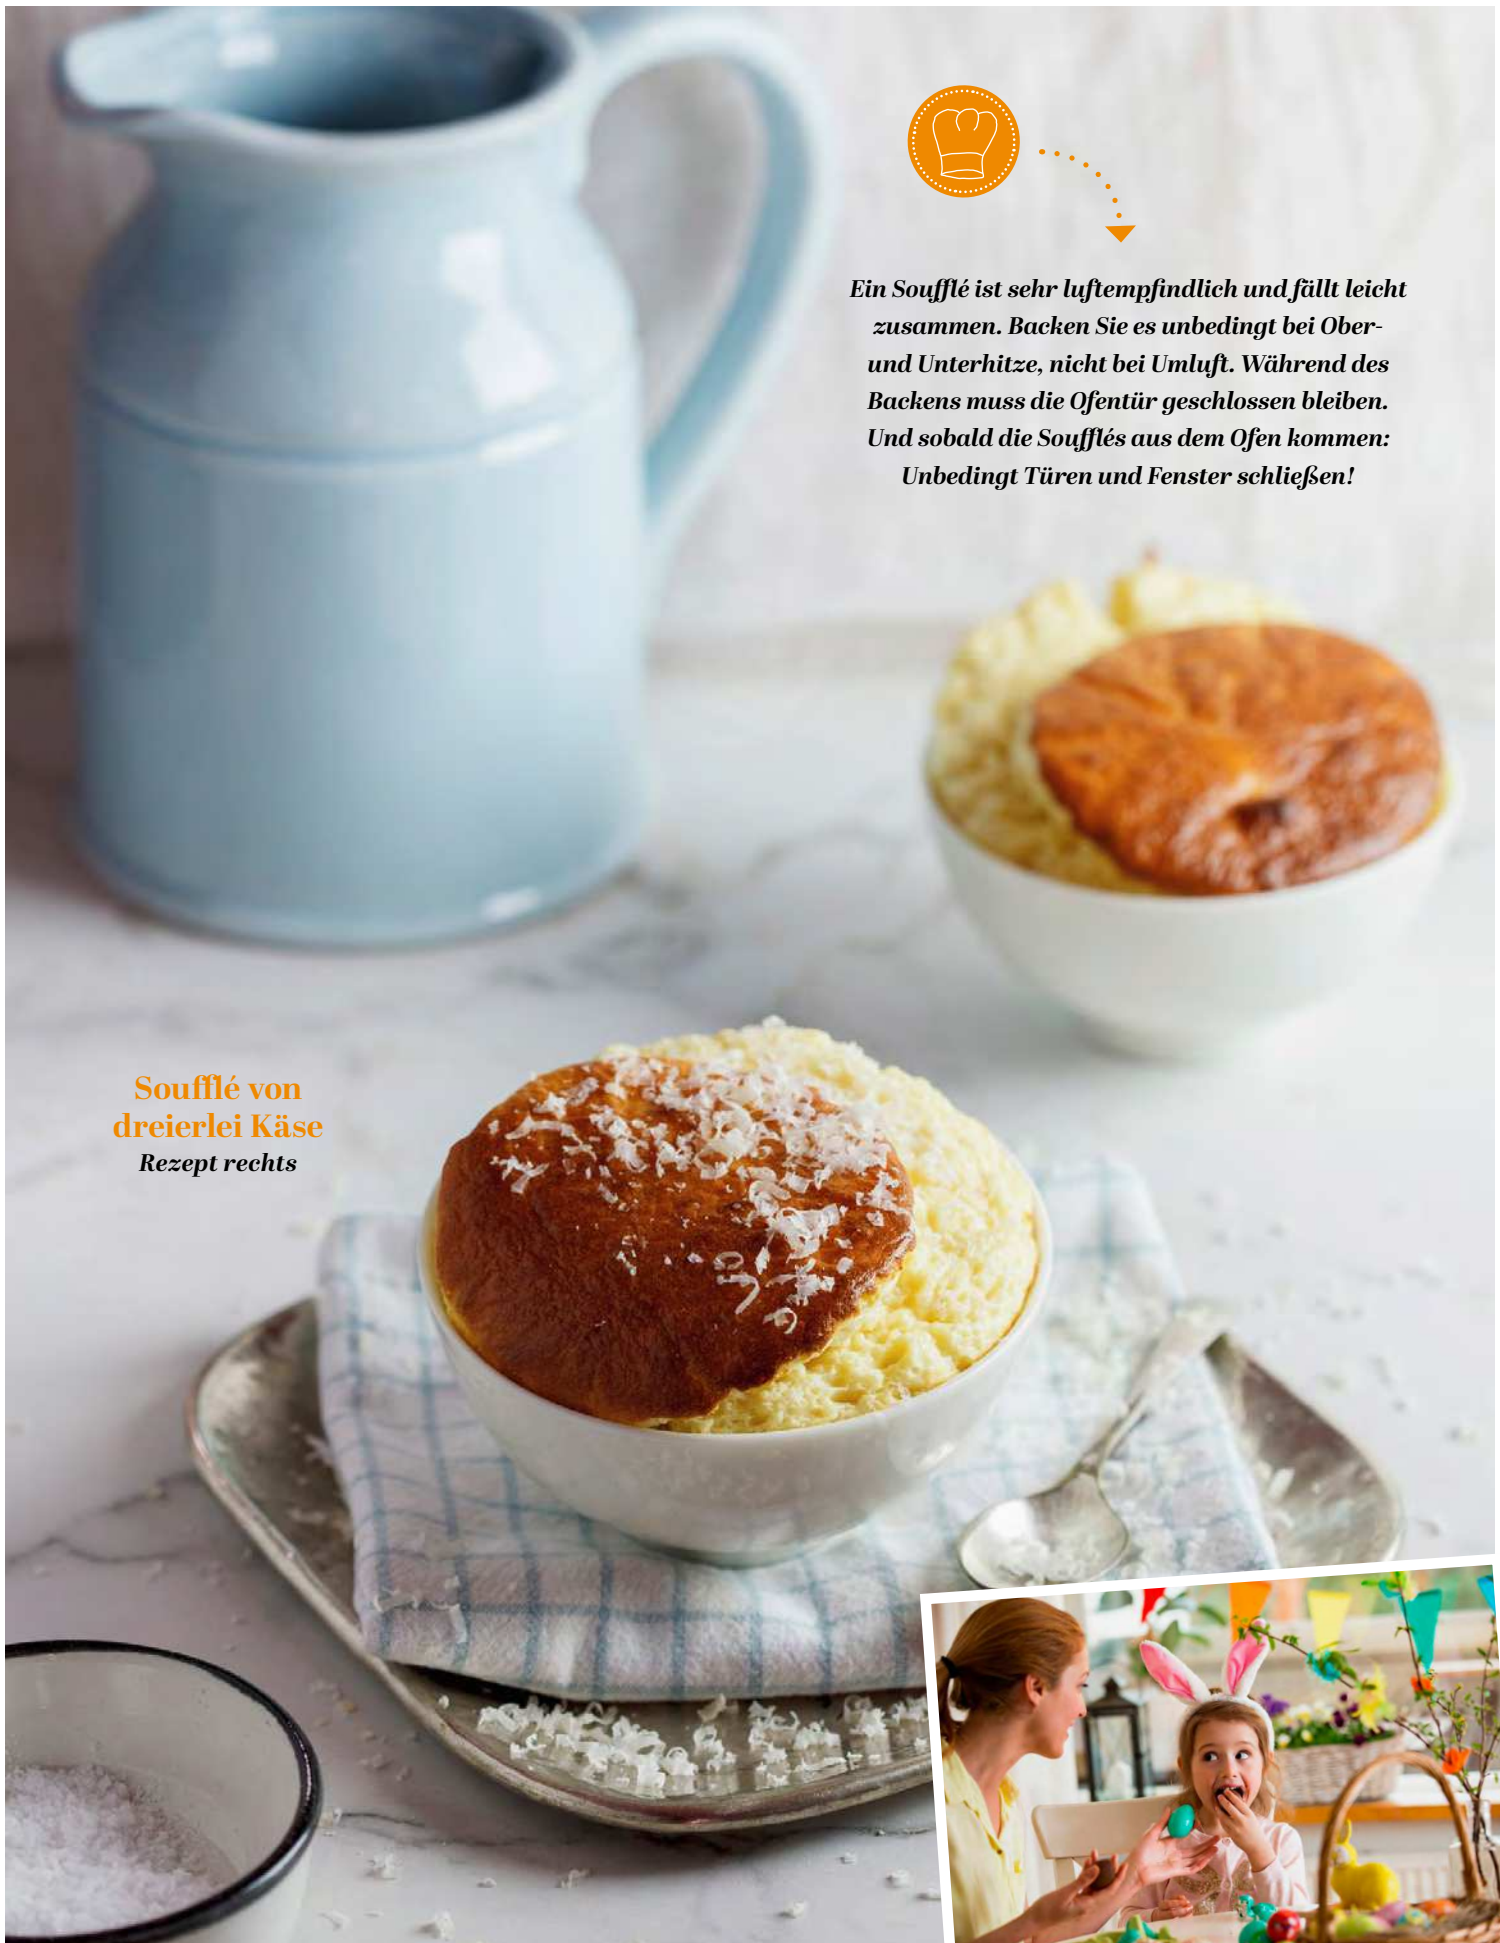 Ein Soufflé ist sehr luftempfindlich und fällt leicht
zusammen. Backen Sie es unbedingt bei Ober-
und Unterhitze, nicht bei Umluft. Während des
Backens muss die Ofentür geschlossen bleiben.
Und sobald die Soufflés aus dem Ofen kommen:
Unbedingt Türen und Fenster schließen!
Soufflé von
dreierlei Käse
Rezept rechts